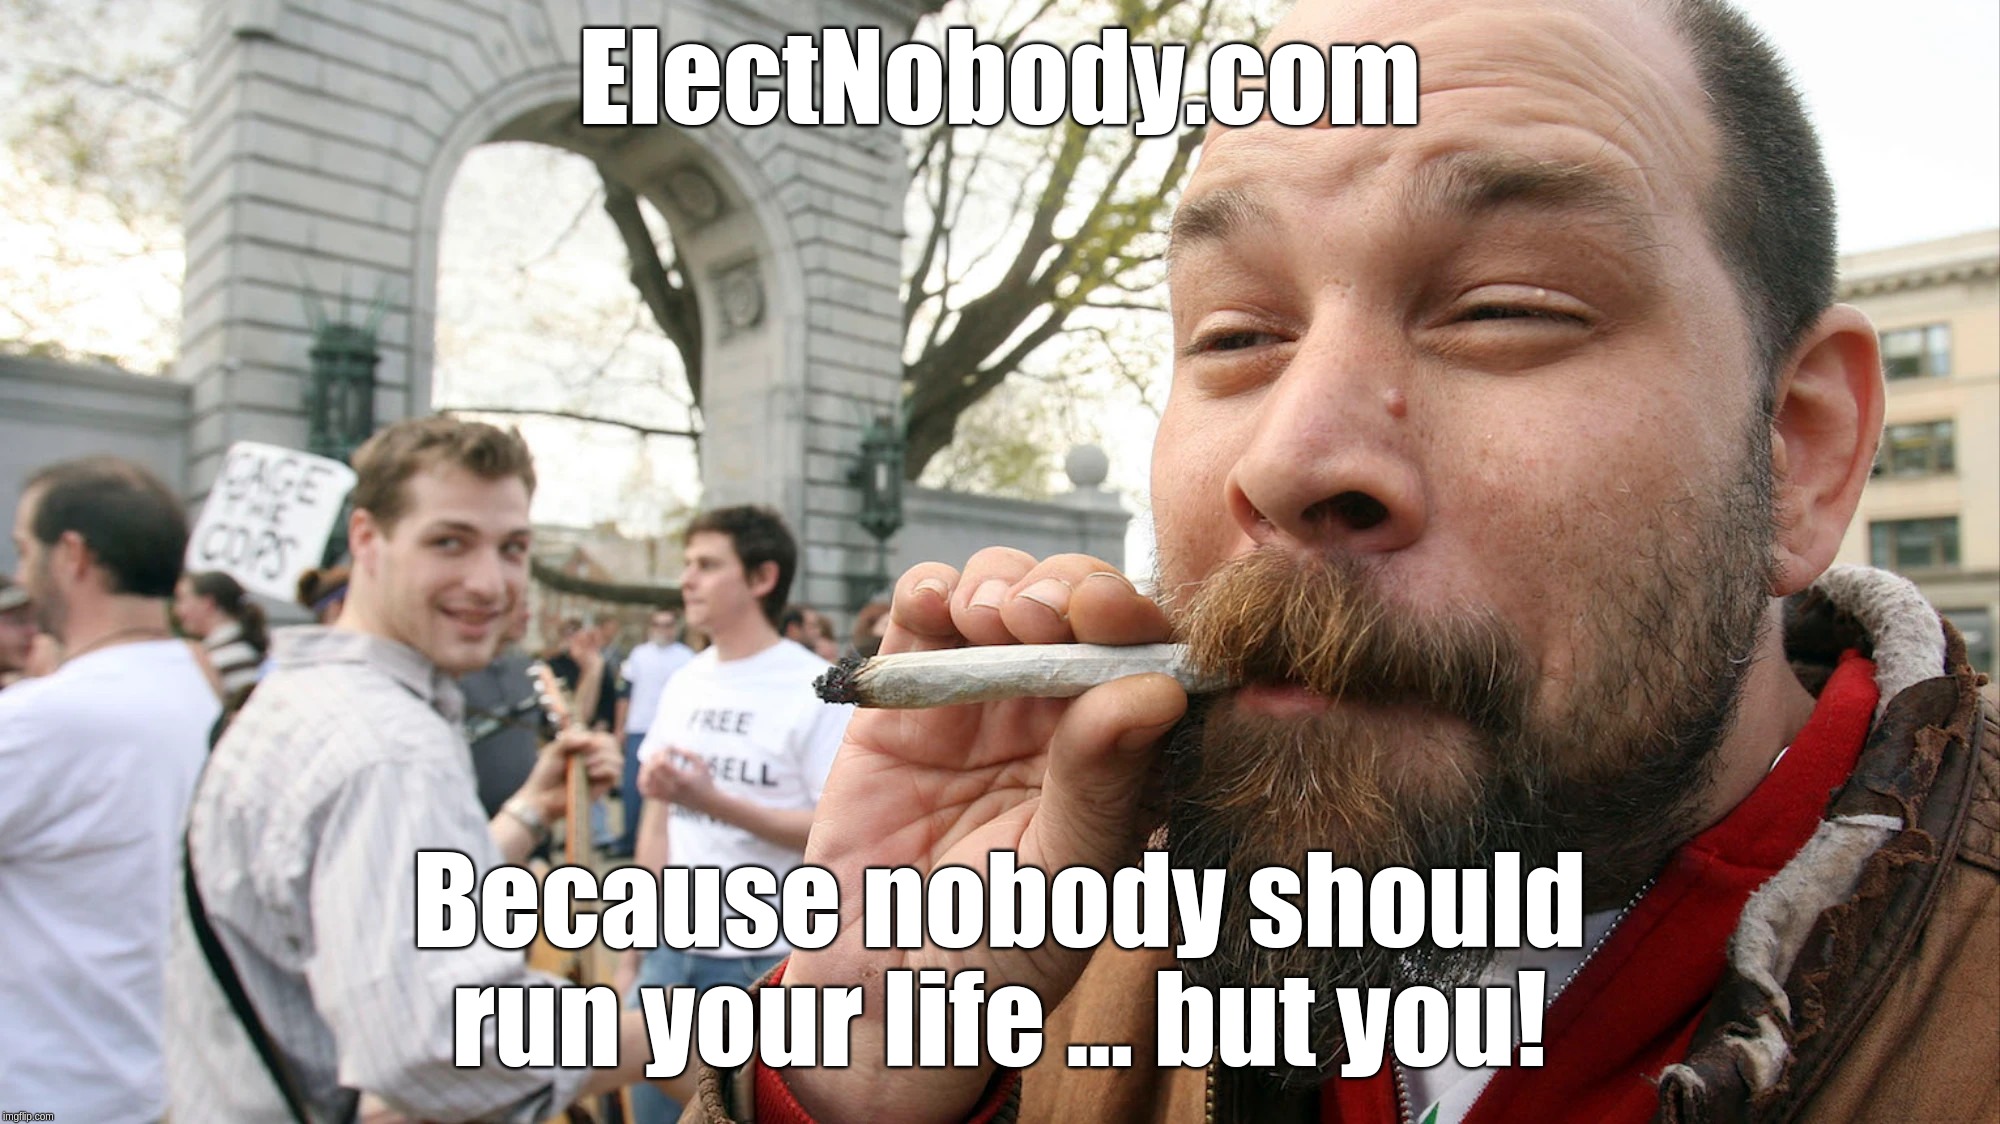 ElectNobody.com
CAGE
THE
COPS
FREE
Because nobody should
run your life ... but you!
imgflip.com